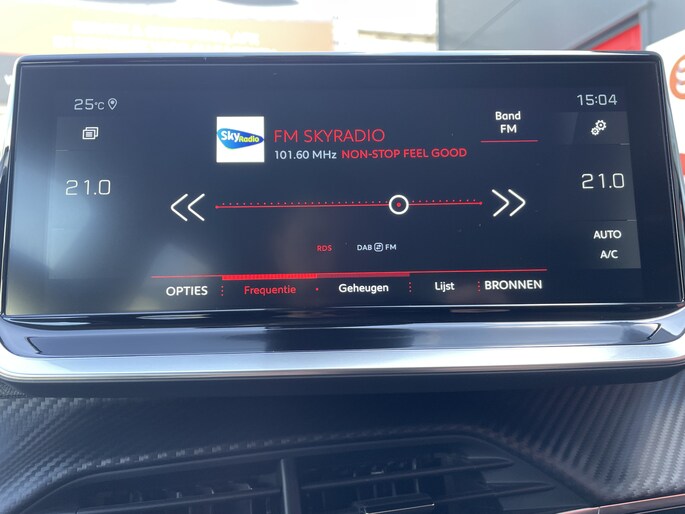 25°C
15:04
Sky Radio
FM SKYRADIO
Band
FM
101.60 MHz NON-STOP FEEL GOOD
21.0
21.0
RDS
DAB FM
AUTO
A/C
OPTIES
Frequentie
Geheugen
Lijst
BRONNEN